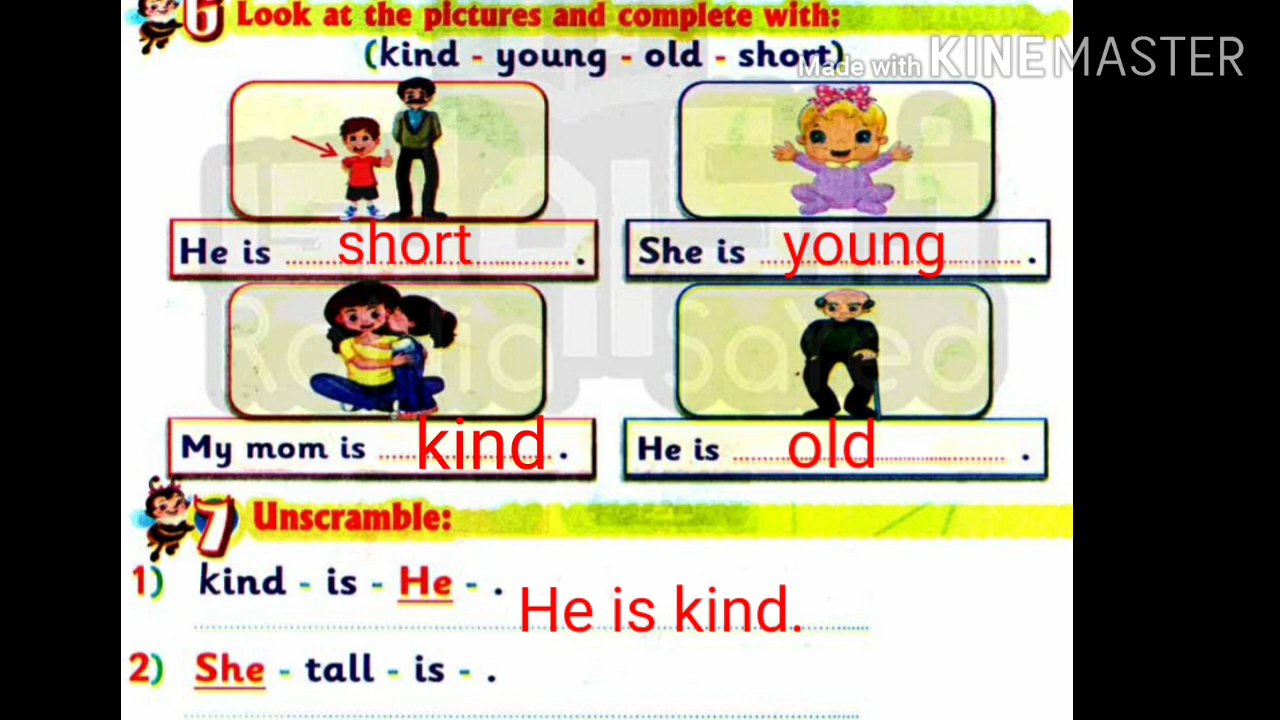 6 Look at the pictures and complete with:
(kind - young - old - short)
Made with KINEMASTER
He is short .
She is young .
My mom is kind .
He is old .
7 Unscramble:
1) kind - is - He - .
He is kind.
2) She - tall - is - .
Radia Sayed